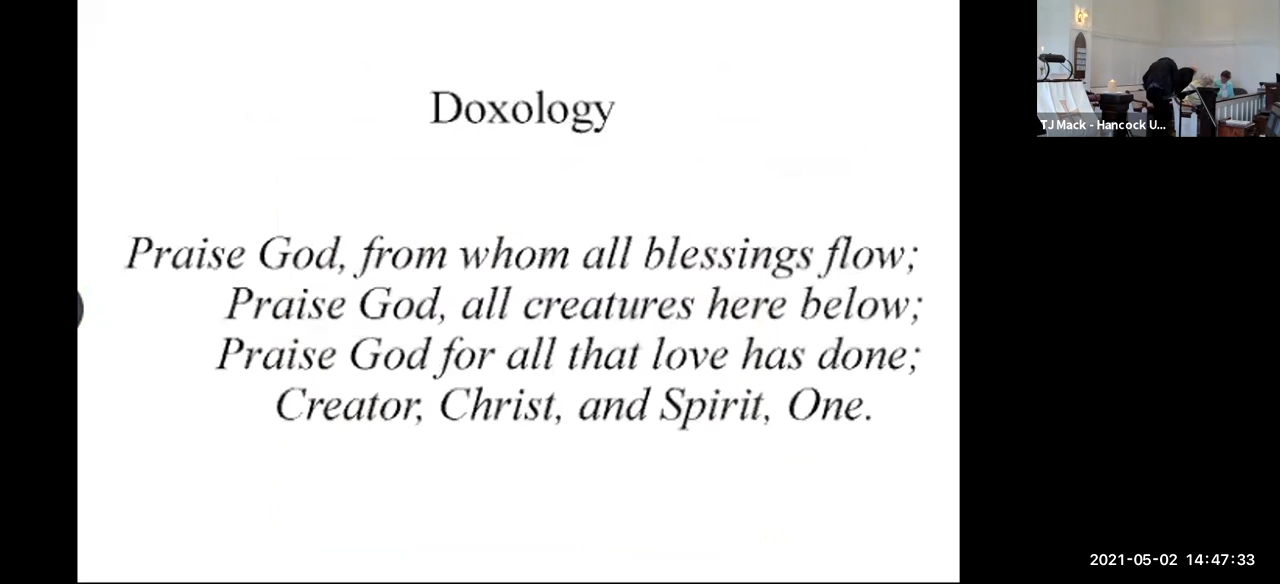 Doxology
Praise God, from whom all blessings flow;
Praise God, all creatures here below;
Praise God for all that love has done;
Creator, Christ, and Spirit, One.
TJ Mack - Hancock U...
2021-05-02 14:47:33